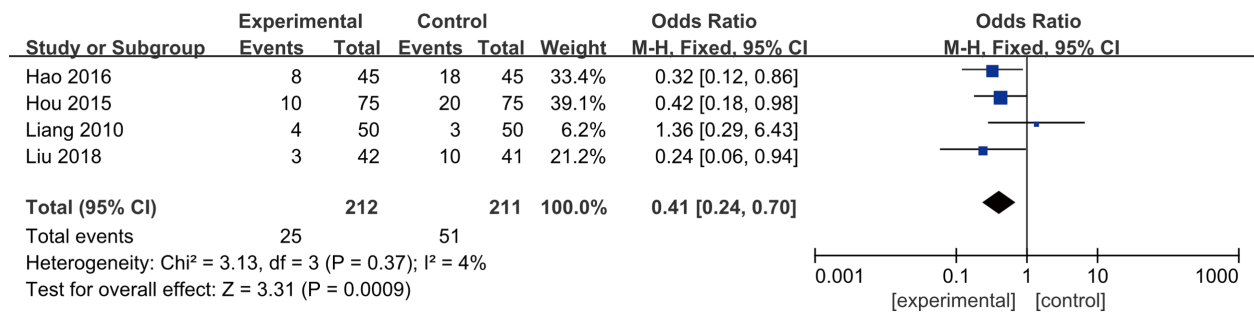 Experimental Control Odds Ratio Odds Ratio
Study or Subgroup Events Total Events Total Weight M-H, Fixed, 95% CI M-H, Fixed, 95% CI
Hao 2016 8 45 18 45 33.4% 0.32 [0.12, 0.86]
Hou 2015 10 75 20 75 39.1% 0.42 [0.18, 0.98]
Liang 2010 4 50 3 50 6.2% 1.36 [0.29, 6.43]
Liu 2018 3 42 10 41 21.2% 0.24 [0.06, 0.94]
Total (95% CI) 212 211 100.0% 0.41 [0.24, 0.70]
Total events 25 51
Heterogeneity: Chi² = 3.13, df = 3 (P = 0.37); I² = 4%
Test for overall effect: Z = 3.31 (P = 0.0009)
0.001 0.1 1 10 1000
[experimental] [control]